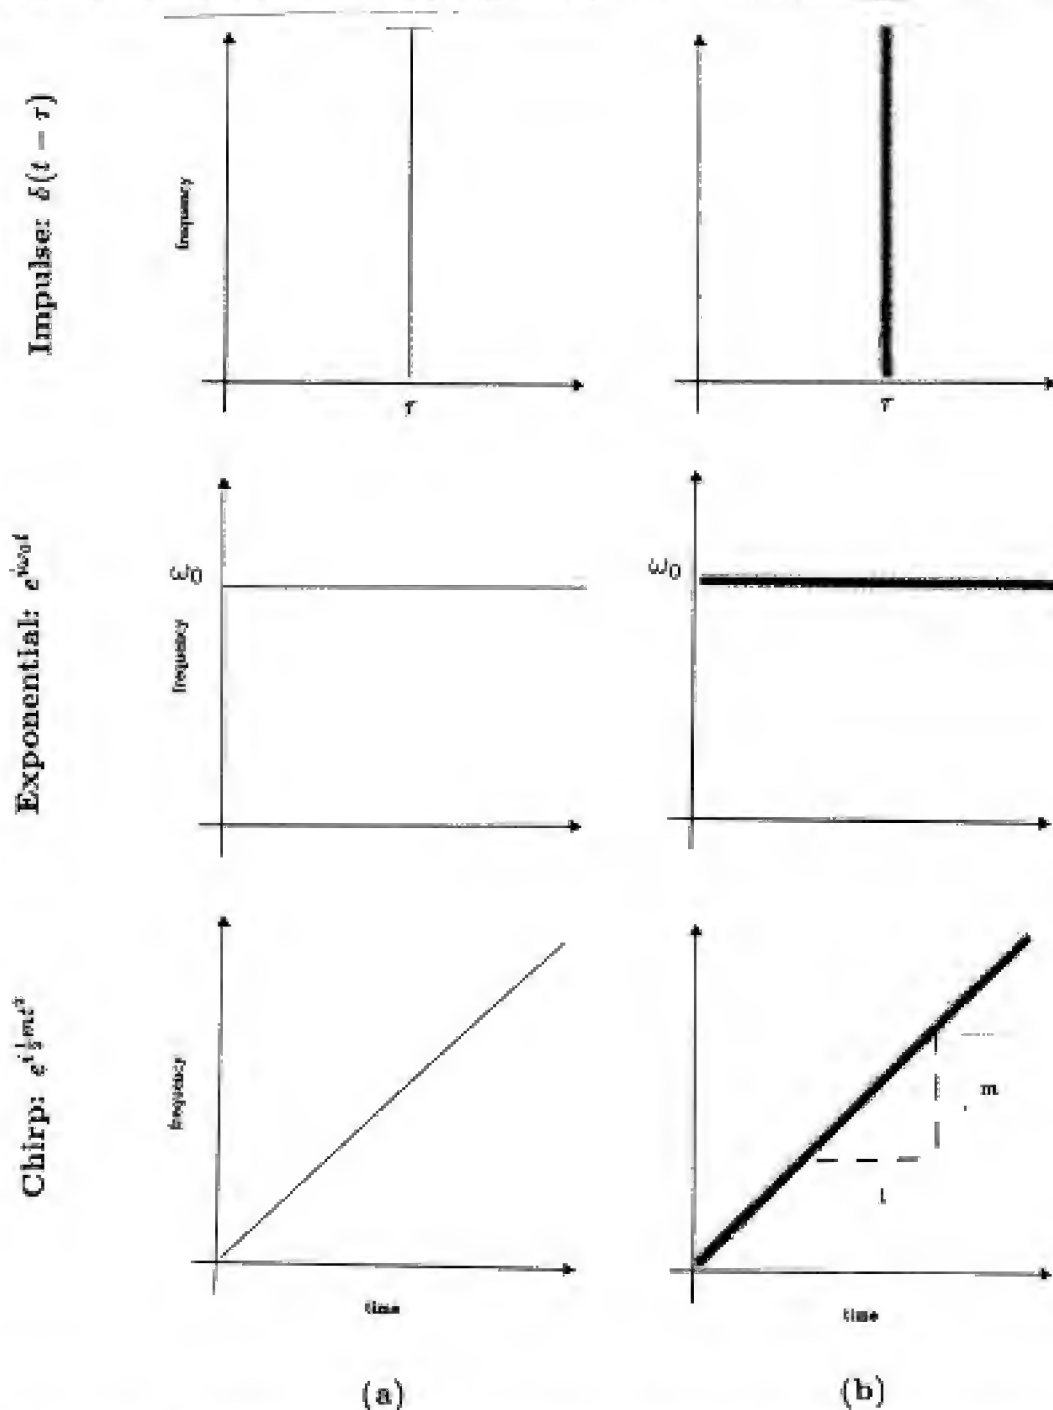 Impulse: δ(t − τ)
frequency
τ
τ
Exponential: e^{iω₀t}
ω₀
frequency
ω₀
Chirp: e^{i½mt²}
frequency
time
m
1
time
(a)
(b)